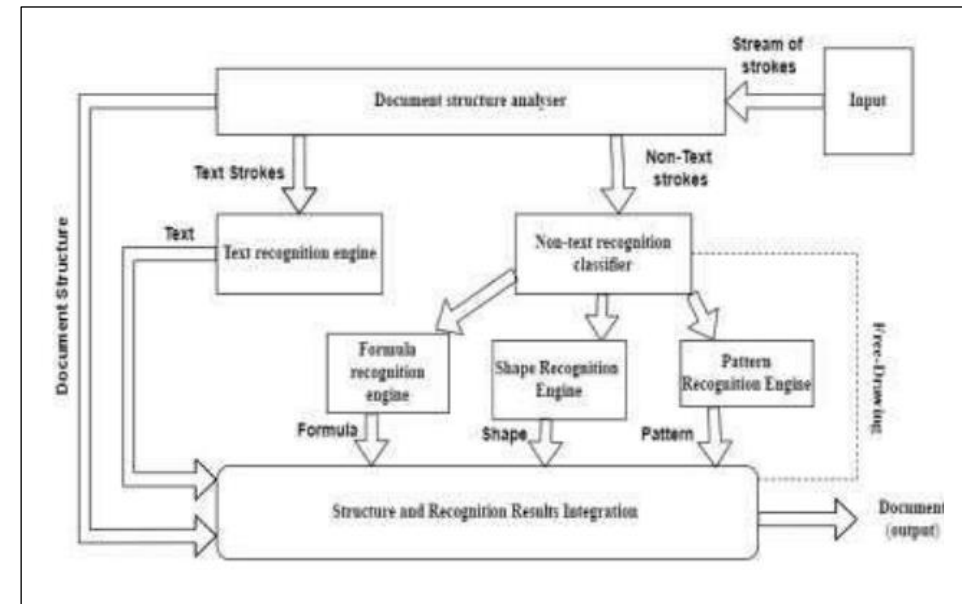 Stream of
strokes
Document structure analyser
Input
Text Strokes
Non-Text
strokes
Text
Text recognition engine
Non-text recognition
classifier
Document Structure
Free-Drawing
Formula
recognition
engine
Shape Recognition
Engine
Pattern
Recognition Engine
Formula
Shape
Pattern
Structure and Recognition Results Integration
Document
(output)